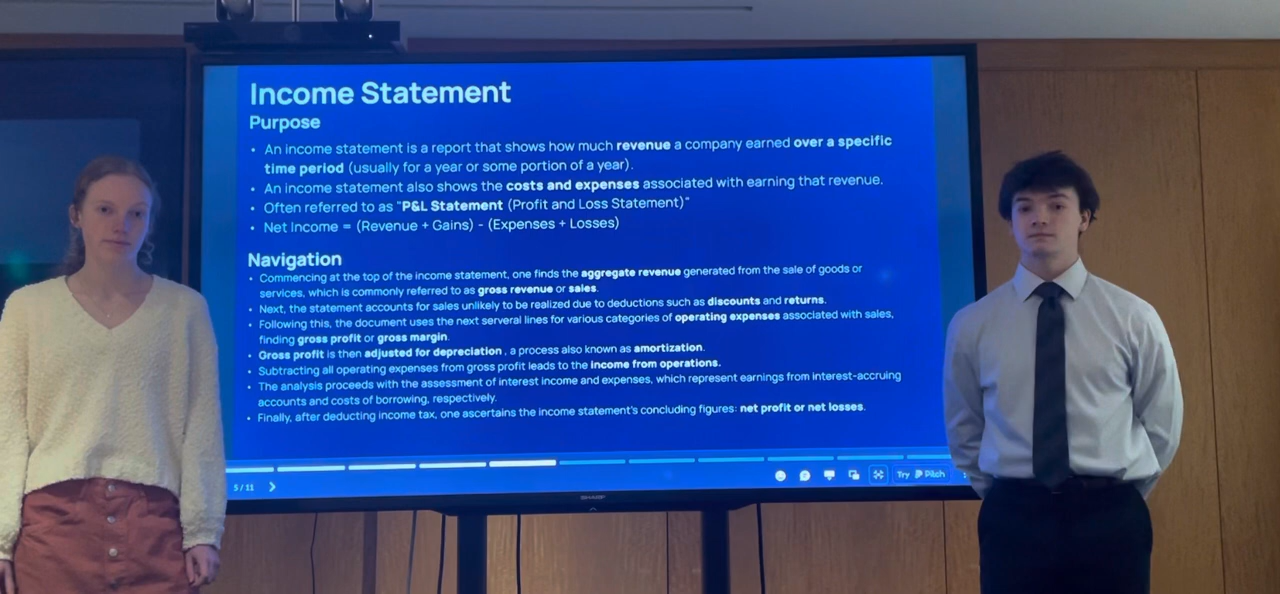 Income Statement
Purpose
• An income statement is a report that shows how much revenue a company earned over a specific
time period (usually for a year or some portion of a year).
• An income statement also shows the costs and expenses associated with earning that revenue.
• Often referred to as "P&L Statement (Profit and Loss Statement)"
• Net Income = (Revenue + Gains) - (Expenses + Losses)
Navigation
• Commencing at the top of the income statement, one finds the aggregate revenue generated from the sale of goods or
services, which is commonly referred to as gross revenue or sales.
• Next, the statement accounts for sales unlikely to be realized due to deductions such as discounts and returns.
• Following this, the document uses the next serveral lines for various categories of operating expenses associated with sales,
finding gross profit or gross margin.
• Gross profit is then adjusted for depreciation , a process also known as amortization.
• Subtracting all operating expenses from gross profit leads to the income from operations.
• The analysis proceeds with the assessment of interest income and expenses, which represent earnings from interest-accruing
accounts and costs of borrowing, respectively.
• Finally, after deducting income tax, one ascertains the income statement's concluding figures: net profit or net losses.
5 / 11
Try Pitch
SHARP